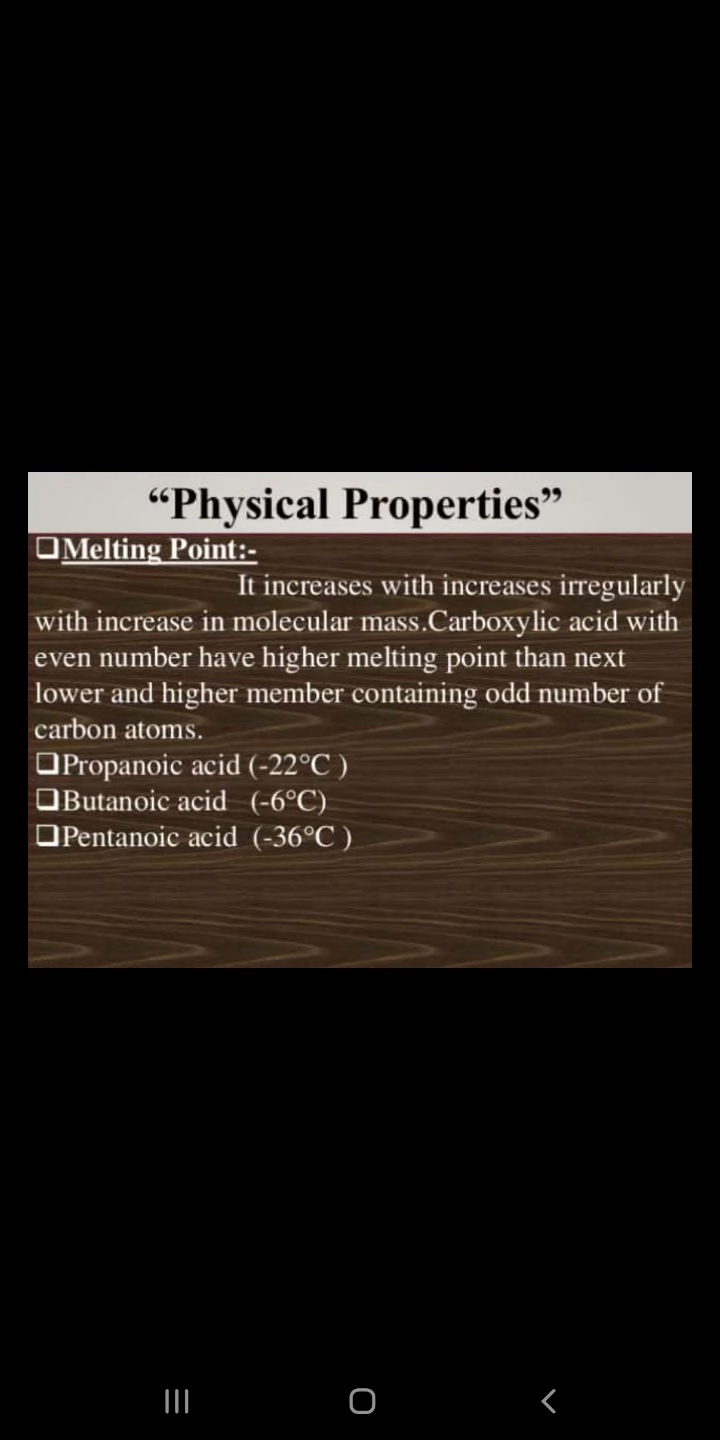 “Physical Properties”
❑Melting Point:-
It increases with increases irregularly
with increase in molecular mass.Carboxylic acid with
even number have higher melting point than next
lower and higher member containing odd number of
carbon atoms.
❑Propanoic acid (-22°C )
❑Butanoic acid (-6°C)
❑Pentanoic acid (-36°C )